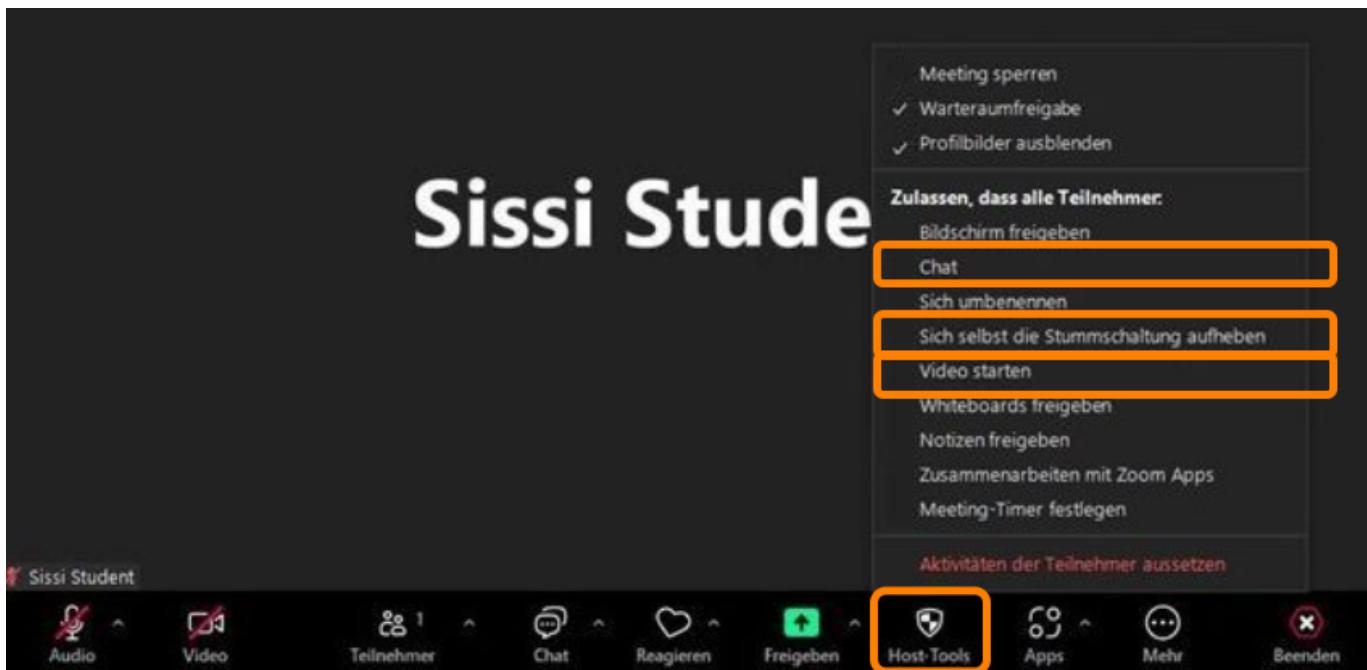 Meeting sperren
Warteraumfreigabe
Profilbilder ausblenden
Sissi Stude
Zulassen, dass alle Teilnehmer:
Bildschirm freigeben
Chat
Sich umbenennen
Sich selbst die Stummschaltung aufheben
Video starten
Whiteboards freigeben
Notizen freigeben
Zusammenarbeiten mit Zoom Apps
Meeting-Timer festlegen
Aktivitäten der Teilnehmer aussetzen
Sissi Student
Audio Video Teilnehmer 1 Chat Reagieren Freigeben Host-Tools Apps Mehr Beenden